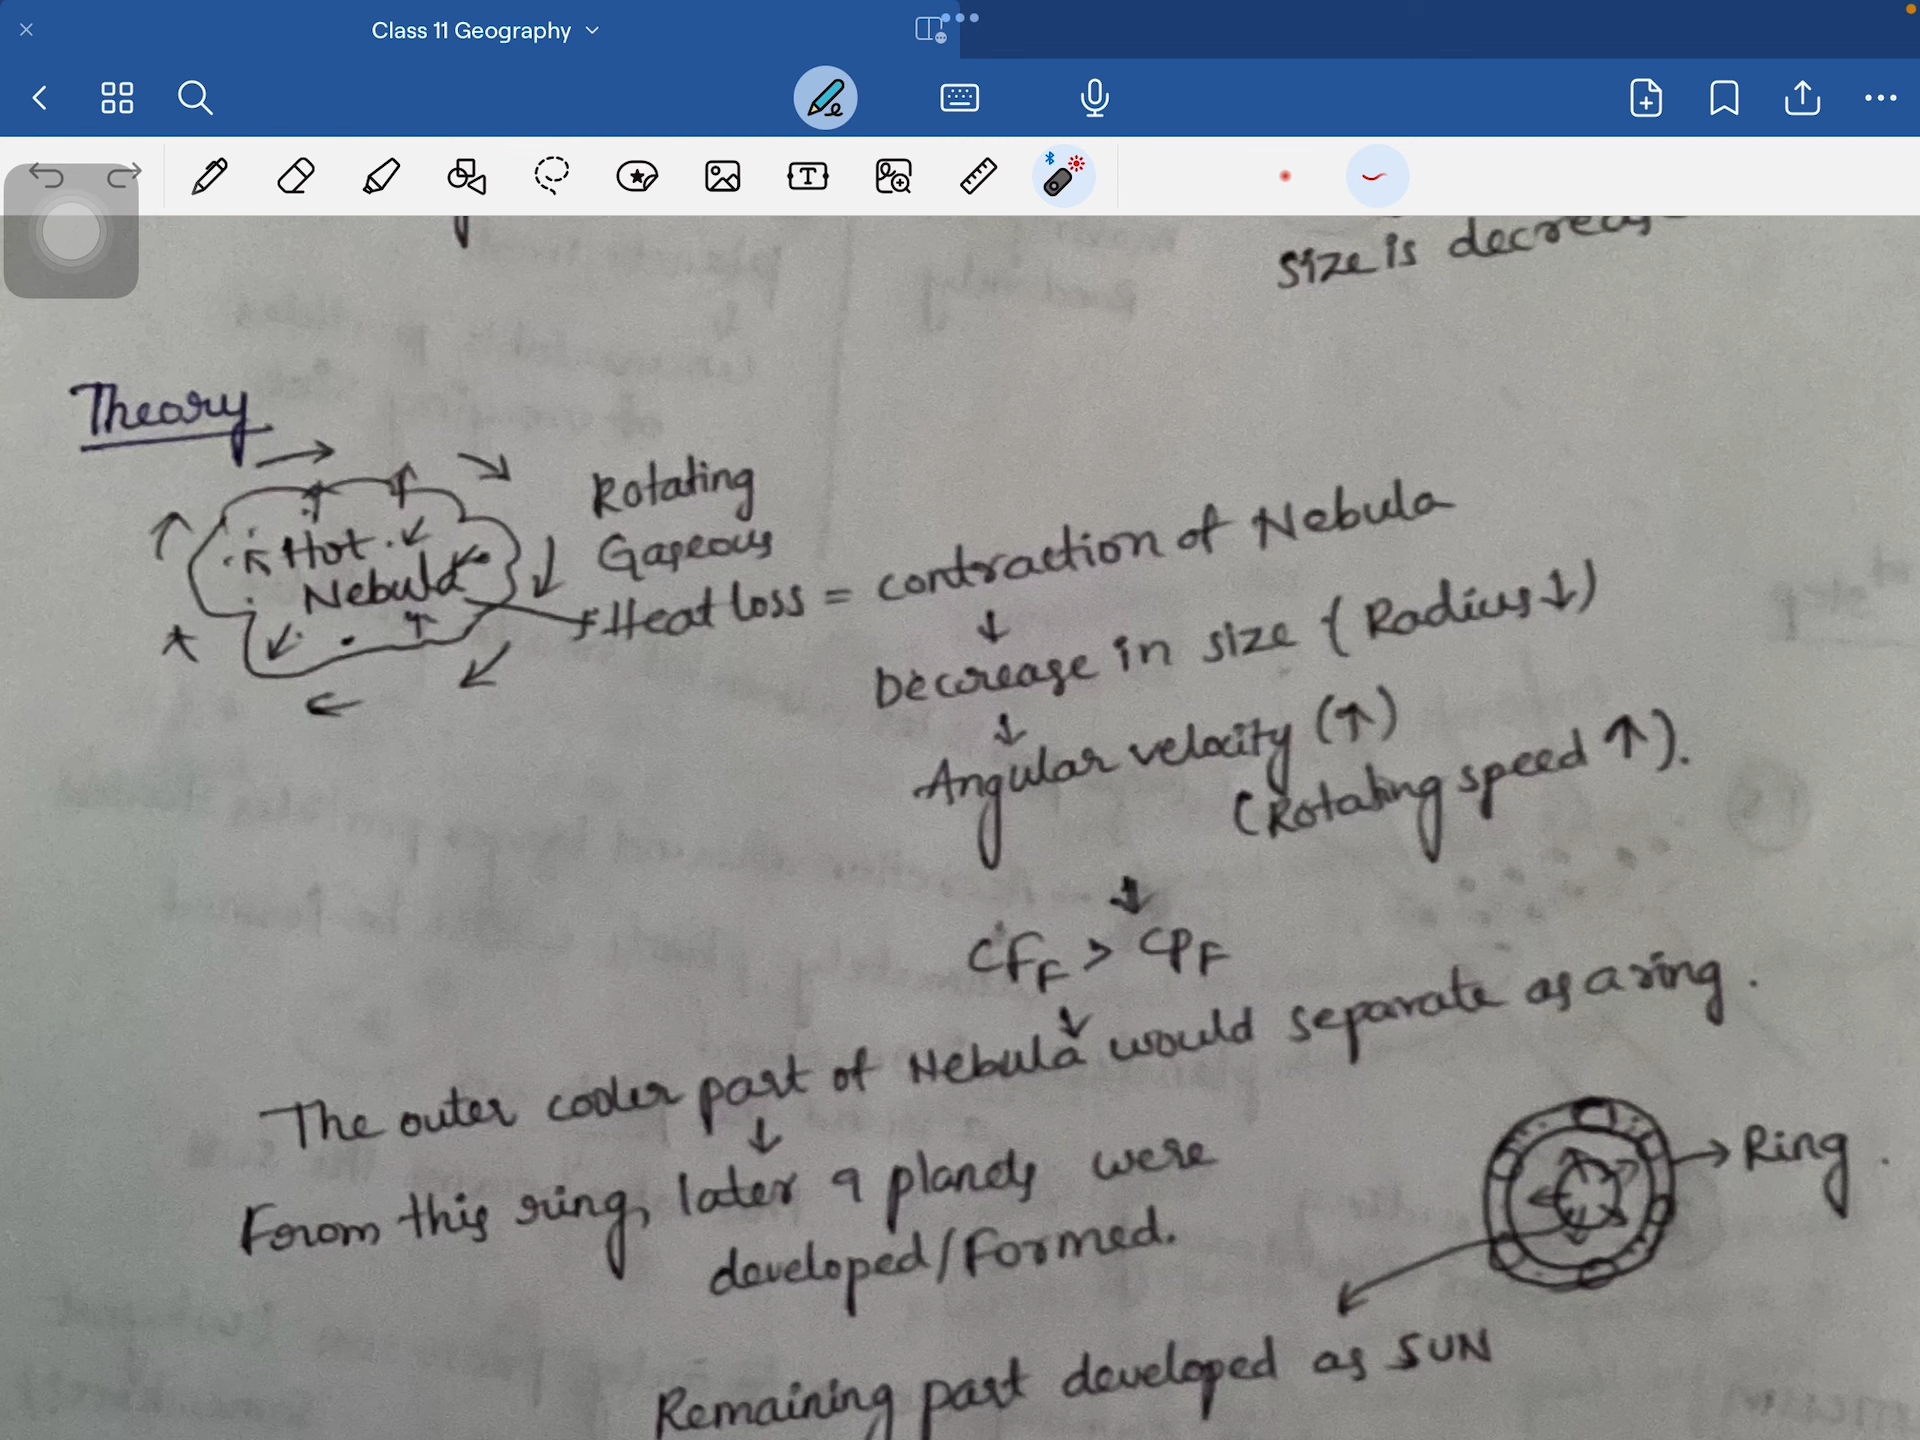 Class 11 Geography
size is decreas
Theory
Hot
Nebula
Rotating
Gaseous
Heat loss = contraction of Nebula
Decrease in size { Radius ↓)
Angular velocity (↑)
(Rotating speed ↑).
CFF > CPF
The outer cooler part of Nebula would separate as a ring.
From this ring, later 9 planets were
developed/Formed.
Ring.
Remaining part developed as SUN